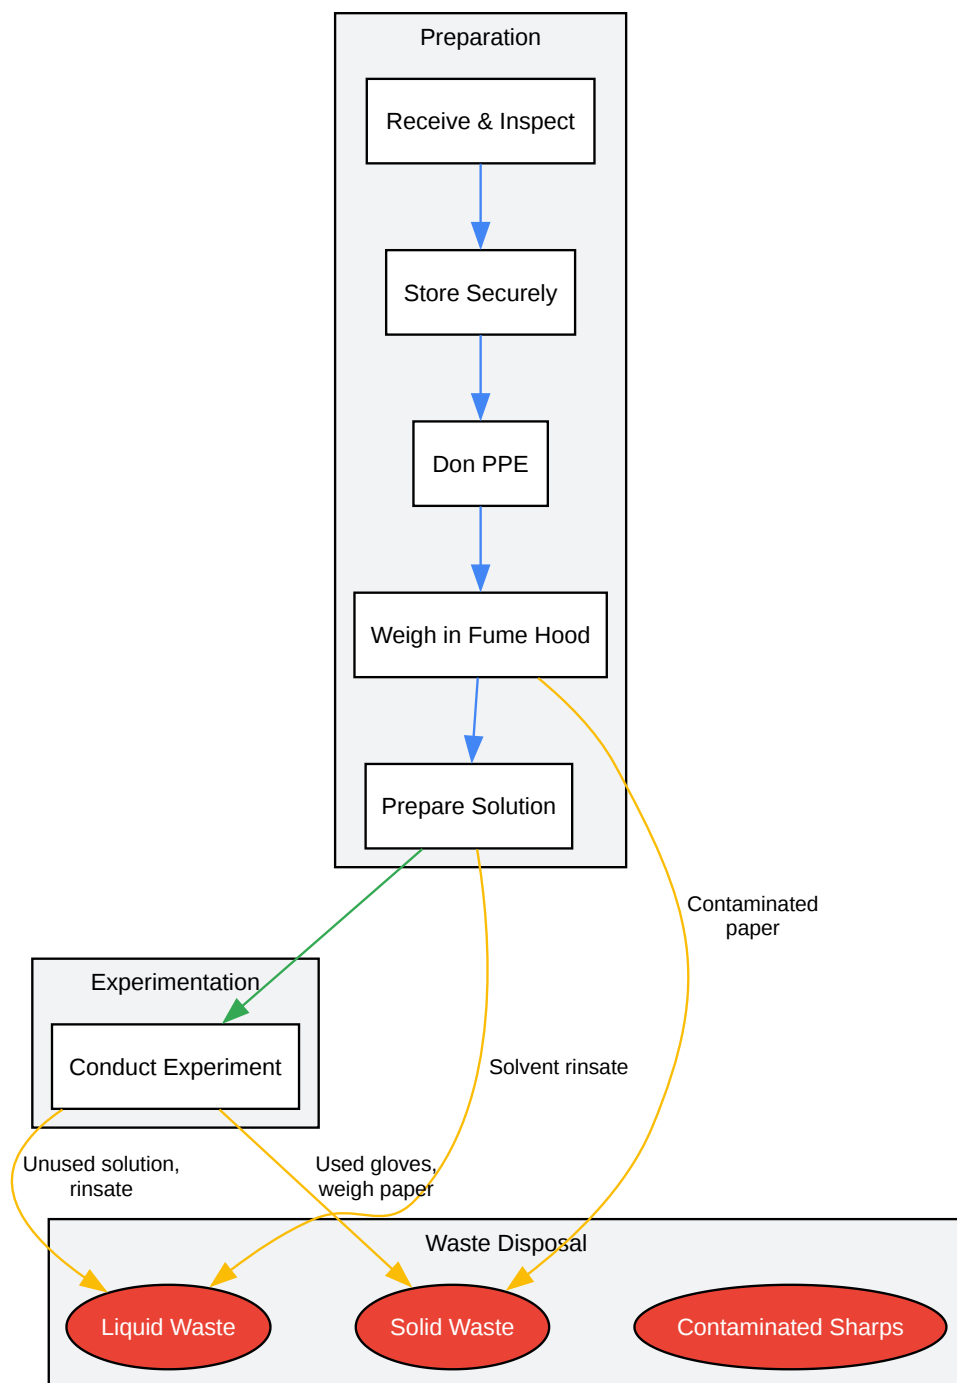 Preparation
Receive & Inspect
Store Securely
Don PPE
Weigh in Fume Hood
Prepare Solution
Contaminated
paper
Experimentation
Conduct Experiment
Solvent rinsate
Unused solution,
rinsate
Used gloves,
weigh paper
Waste Disposal
Liquid Waste
Solid Waste
Contaminated Sharps